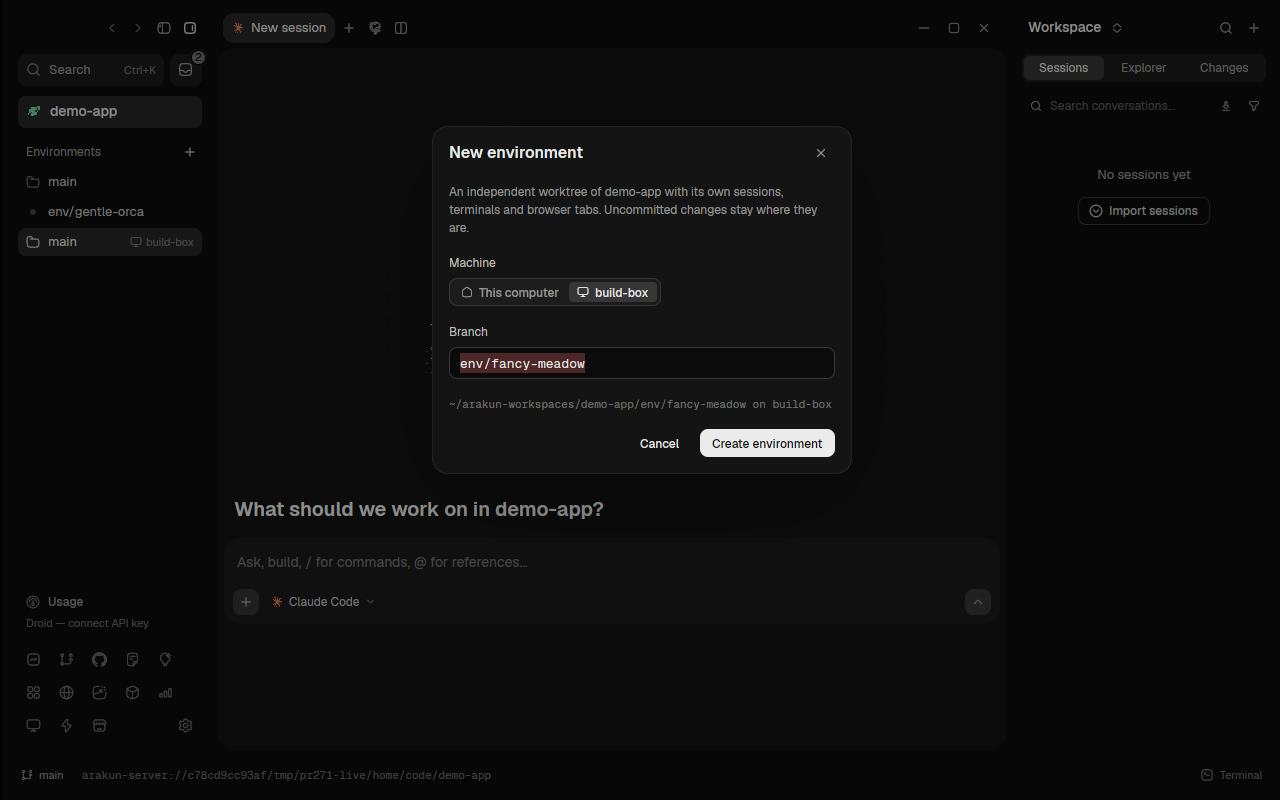 New session
Workspace
Search
Ctrl+K
2
demo-app
Environments
main
env/gentle-orca
main
build-box
Sessions
Explorer
Changes
Search conversations...
No sessions yet
Import sessions
New environment
An independent worktree of demo-app with its own sessions,
terminals and browser tabs. Uncommitted changes stay where they
are.
Machine
This computer
build-box
Branch
env/fancy-meadow
~/arakun-workspaces/demo-app/env/fancy-meadow on build-box
Cancel
Create environment
What should we work on in demo-app?
Ask, build, / for commands, @ for references...
Claude Code
Usage
Droid — connect API key
main
arakun-server://c78cd9cc93af/tmp/pr271-live/home/code/demo-app
Terminal